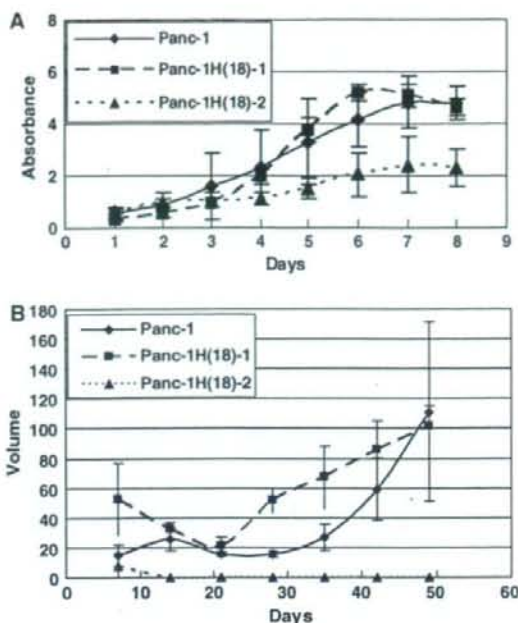 A
Panc-1
Panc-1H(18)-1
Panc-1H(18)-2
Absorbance
8
6
4
2
0
0 1 2 3 4 5 6 7 8 9
Days
B
Panc-1
Panc-1H(18)-1
Panc-1H(18)-2
Volume
180
160
140
120
100
80
60
40
20
0
0 10 20 30 40 50 60
Days